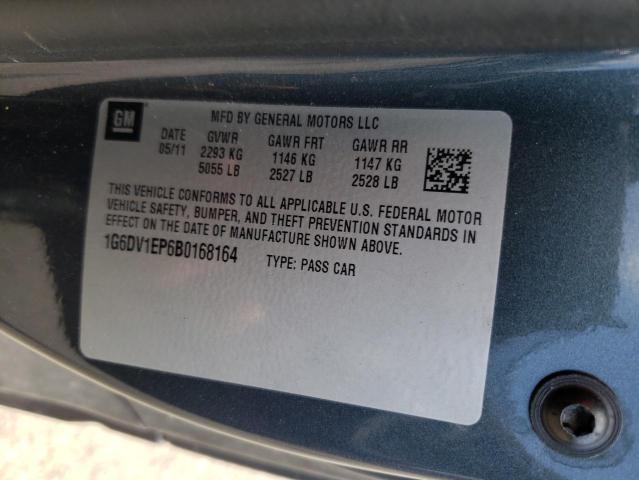 GM
MFD BY GENERAL MOTORS LLC
DATE GVWR GAWR FRT GAWR RR
05/11 2293 KG 1146 KG 1147 KG
5055 LB 2527 LB 2528 LB
THIS VEHICLE CONFORMS TO ALL APPLICABLE U.S. FEDERAL MOTOR
VEHICLE SAFETY, BUMPER, AND THEFT PREVENTION STANDARDS IN
EFFECT ON THE DATE OF MANUFACTURE SHOWN ABOVE.
1G6DV1EP6B0168164 TYPE: PASS CAR